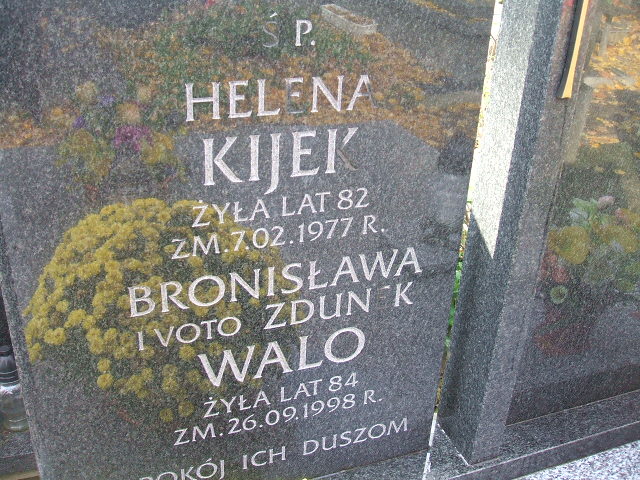 Ś P.
HELENA
KIJEK
ŻYŁA LAT 82
ZM. 7.02.1977 R.
BRONISŁAWA
I VOTO ZDUNEK
WALO
ŻYŁA LAT 84
ZM. 26.09.1998 R.
POKÓJ ICH DUSZOM